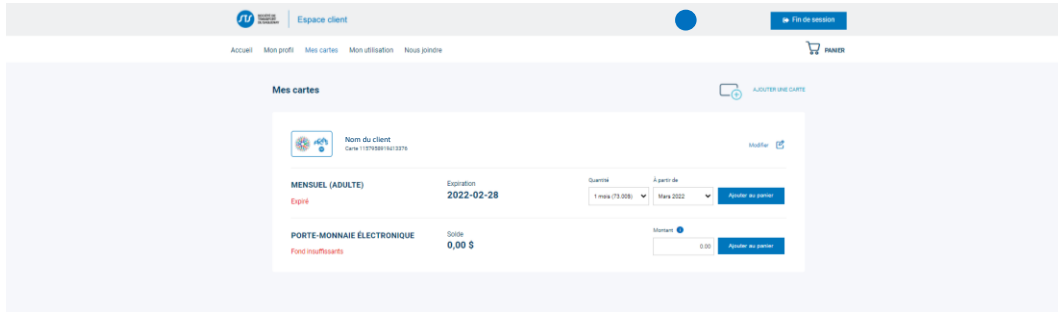 Espace client
Fin de session
Accueil Mon profil Mes cartes Mon utilisation Nous joindre
PANIER
Mes cartes
AJOUTER UNE CARTE
Nom du client
Modifier
MENSUEL (ADULTE)
Expiré
Expiration
2022-02-28
Quantité
1 mois (73.00$)
À partir de
Mars 2022
Ajouter au panier
PORTE-MONNAIE ÉLECTRONIQUE
Fond insuffisants
Solde
0,00 $
Montant
0.00
Ajouter au panier